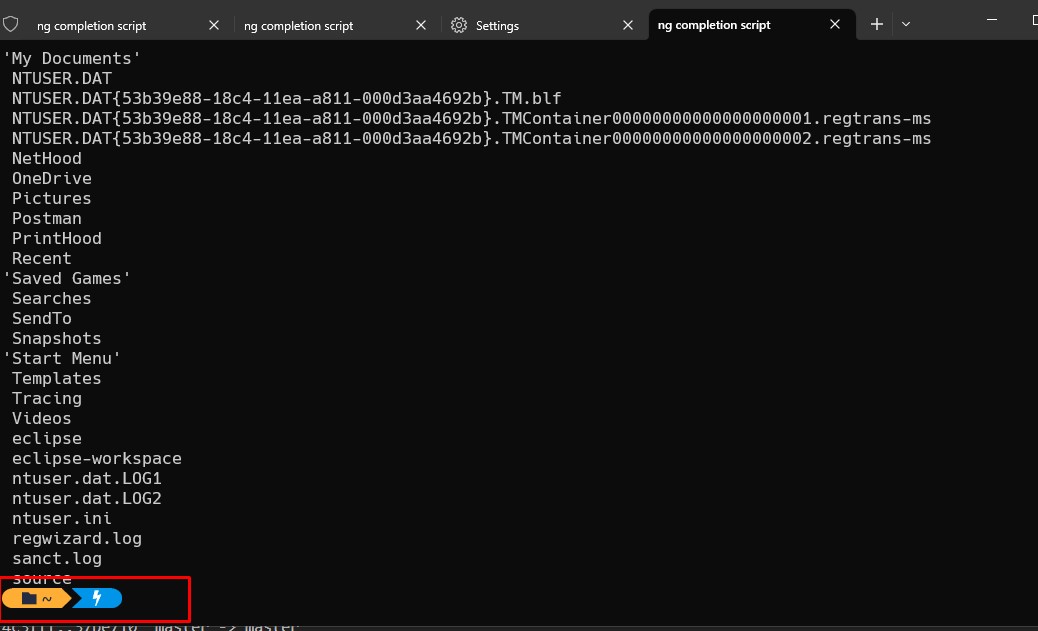 ng completion script
ng completion script
Settings
ng completion script
'My Documents'
NTUSER.DAT
NTUSER.DAT{53b39e88-18c4-11ea-a811-000d3aa4692b}.TM.blf
NTUSER.DAT{53b39e88-18c4-11ea-a811-000d3aa4692b}.TMContainer00000000000000000001.regtrans-ms
NTUSER.DAT{53b39e88-18c4-11ea-a811-000d3aa4692b}.TMContainer00000000000000000002.regtrans-ms
NetHood
OneDrive
Pictures
Postman
PrintHood
Recent
'Saved Games'
Searches
SendTo
Snapshots
'Start Menu'
Templates
Tracing
Videos
eclipse
eclipse-workspace
ntuser.dat.LOG1
ntuser.dat.LOG2
ntuser.ini
regwizard.log
sanct.log
source
~
master -> master